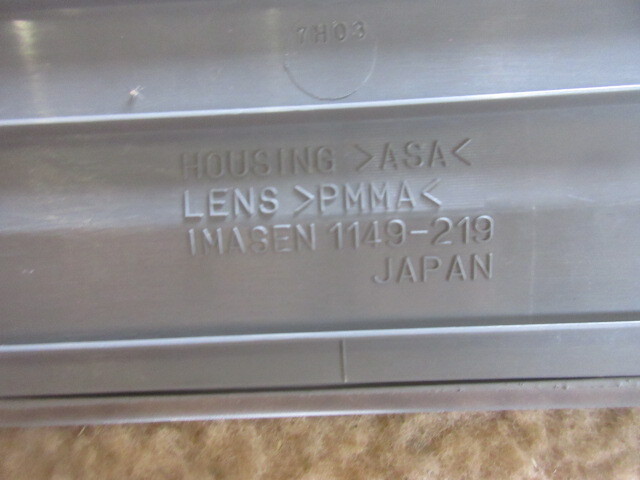 7H03
HOUSING >ASA<
LENS >PMMA<
IMASEN 1149-219
JAPAN